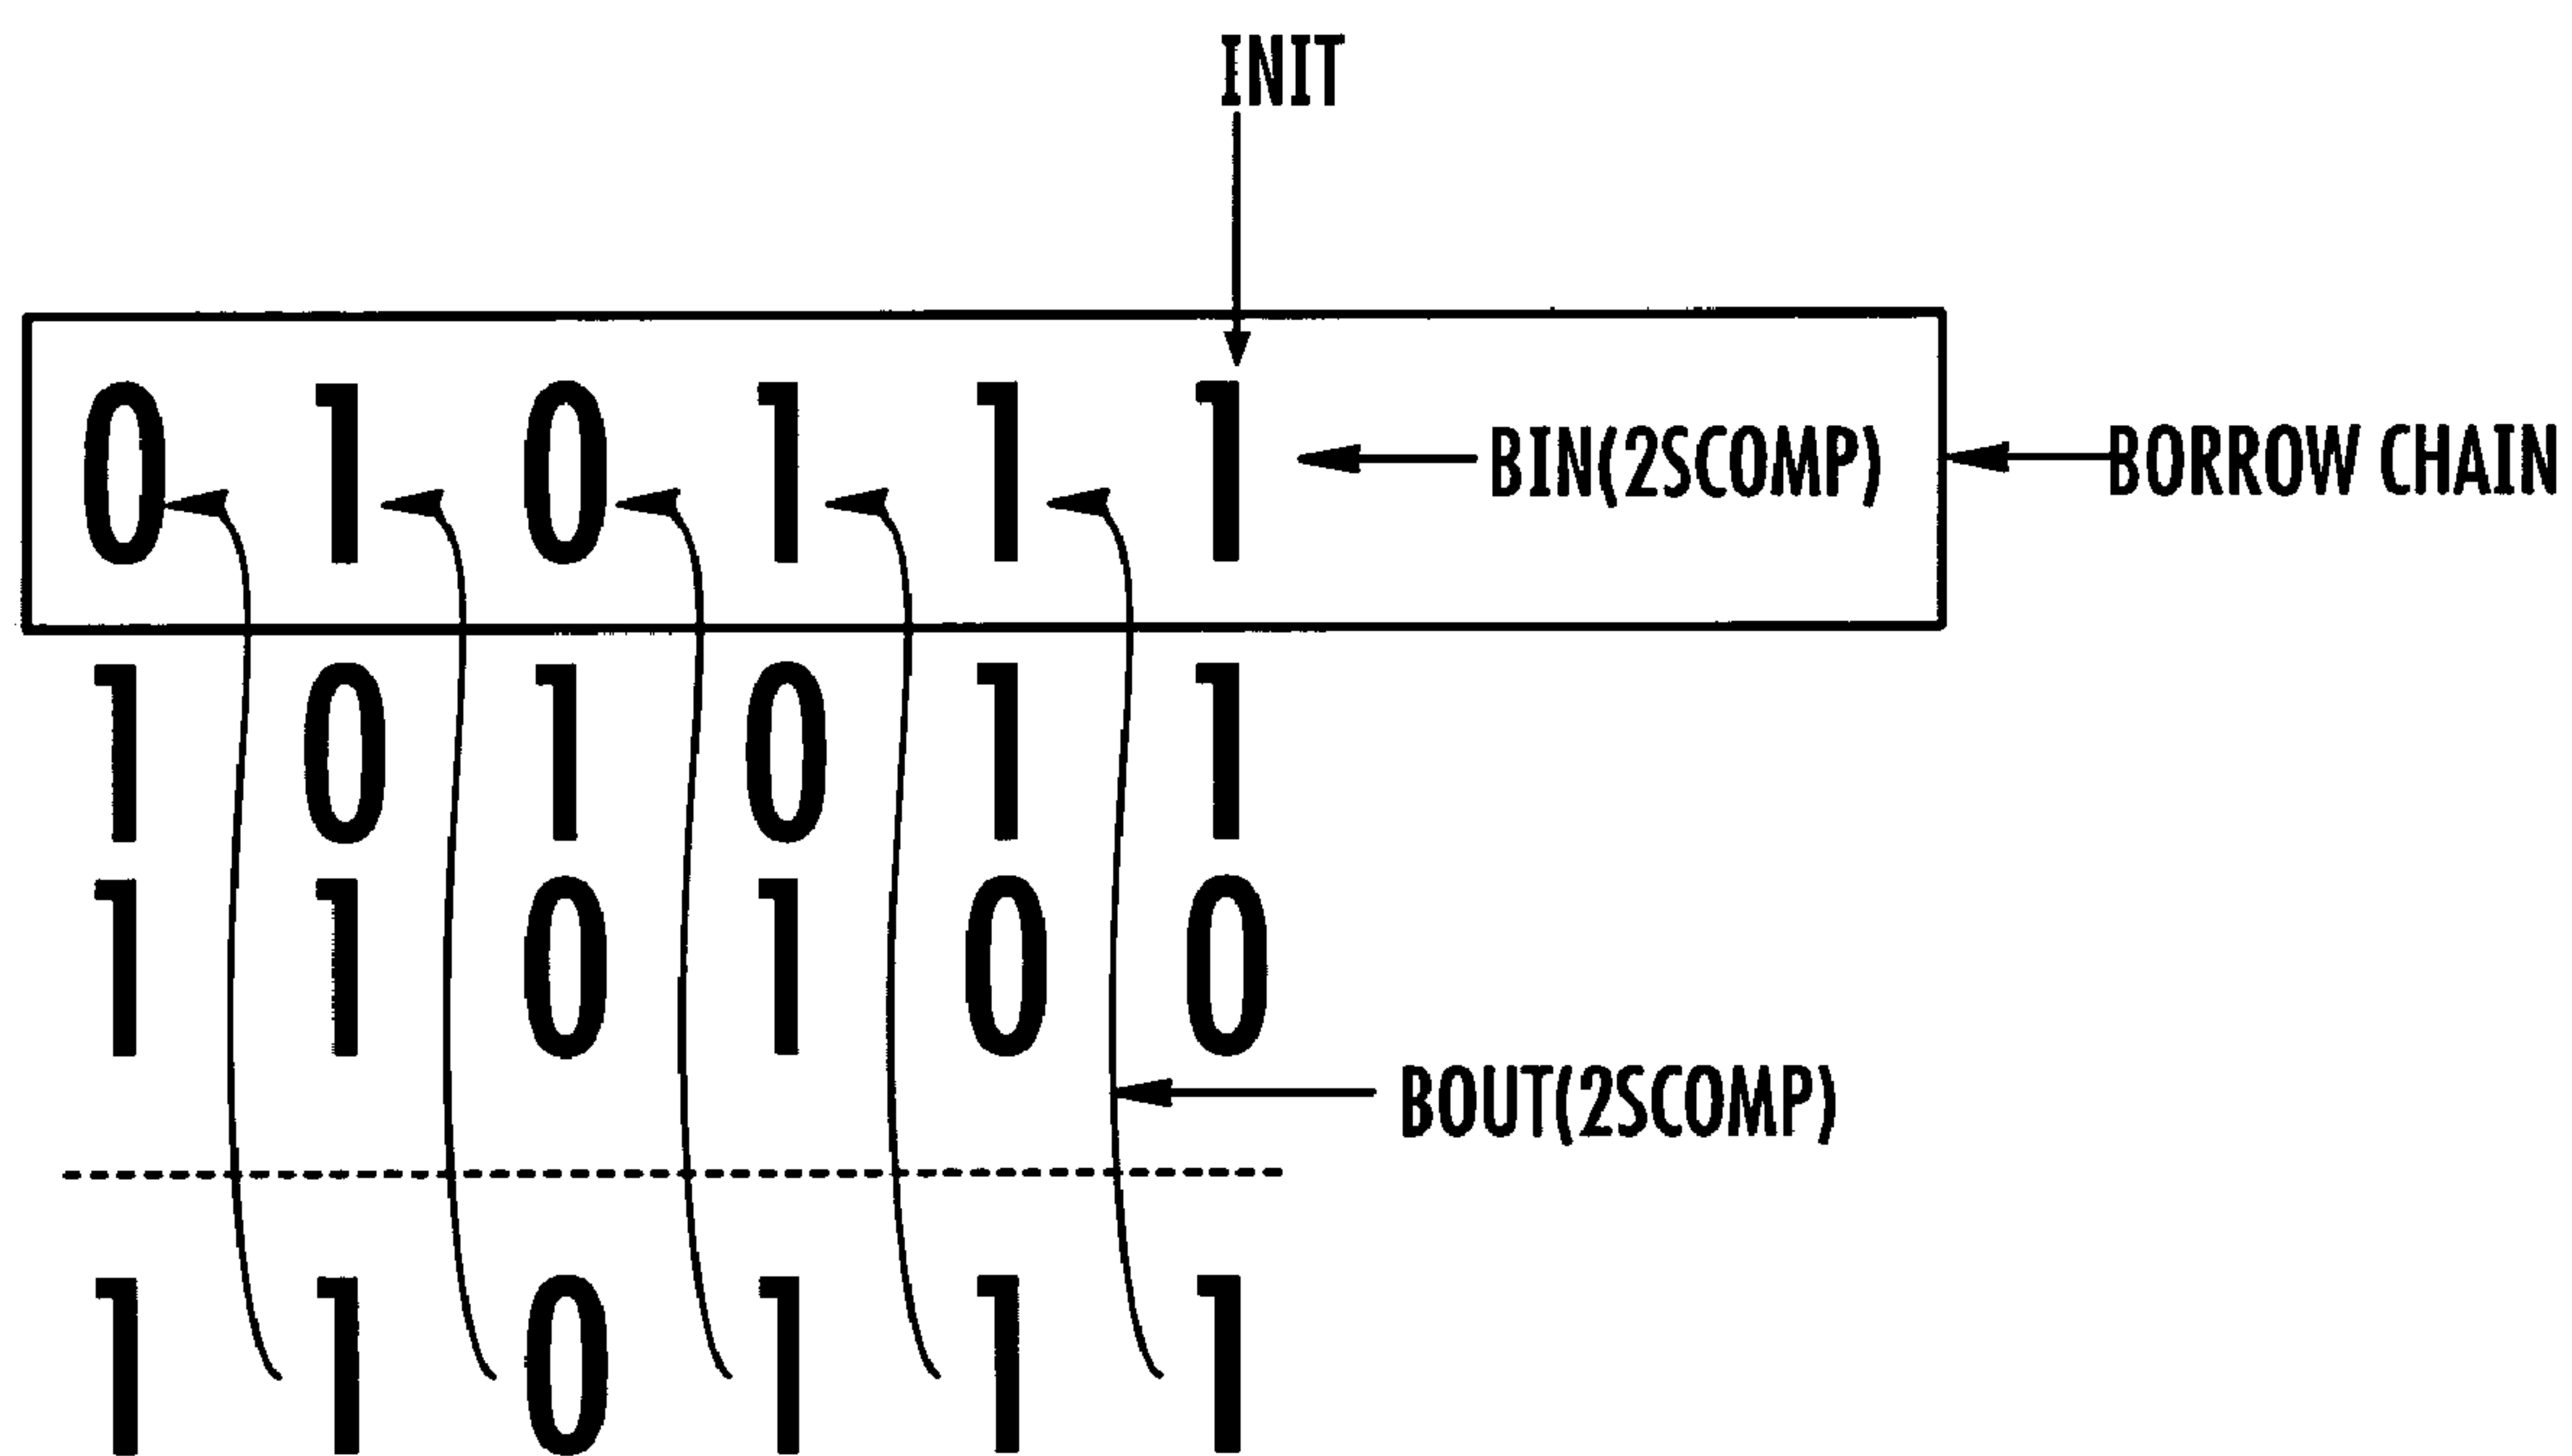 INIT
0 1 0 1 1 1 BIN(2SCOMP) BORROW CHAIN
1 0 1 0 1 1
1 1 0 1 0 0
BOUT(2SCOMP)
1 1 0 1 1 1